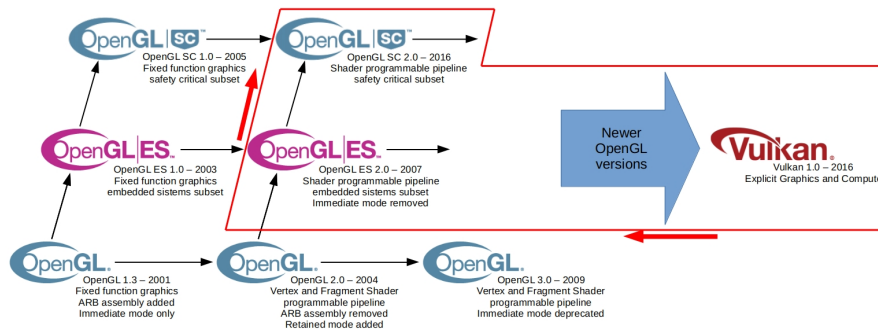 OpenGL|SC™
OpenGL SC 1.0 – 2005
Fixed function graphics
safety critical subset
OpenGL|SC™
OpenGL SC 2.0 – 2016
Shader programmable pipeline
safety critical subset
OpenGL|ES™
OpenGL ES 1.0 – 2003
Fixed function graphics
embedded sistems subset
OpenGL|ES™
OpenGL ES 2.0 – 2007
Shader programmable pipeline
embedded sistems subset
Immediate mode removed
Newer
OpenGL
versions
Vulkan®
Vulkan 1.0 – 2016
Explicit Graphics and Compute
OpenGL®
OpenGL 1.3 – 2001
Fixed function graphics
ARB assembly added
Immediate mode only
OpenGL®
OpenGL 2.0 – 2004
Vertex and Fragment Shader
programmable pipeline
ARB assembly removed
Retained mode added
OpenGL®
OpenGL 3.0 – 2009
Vertex and Fragment Shader
programmable pipeline
Immediate mode deprecated